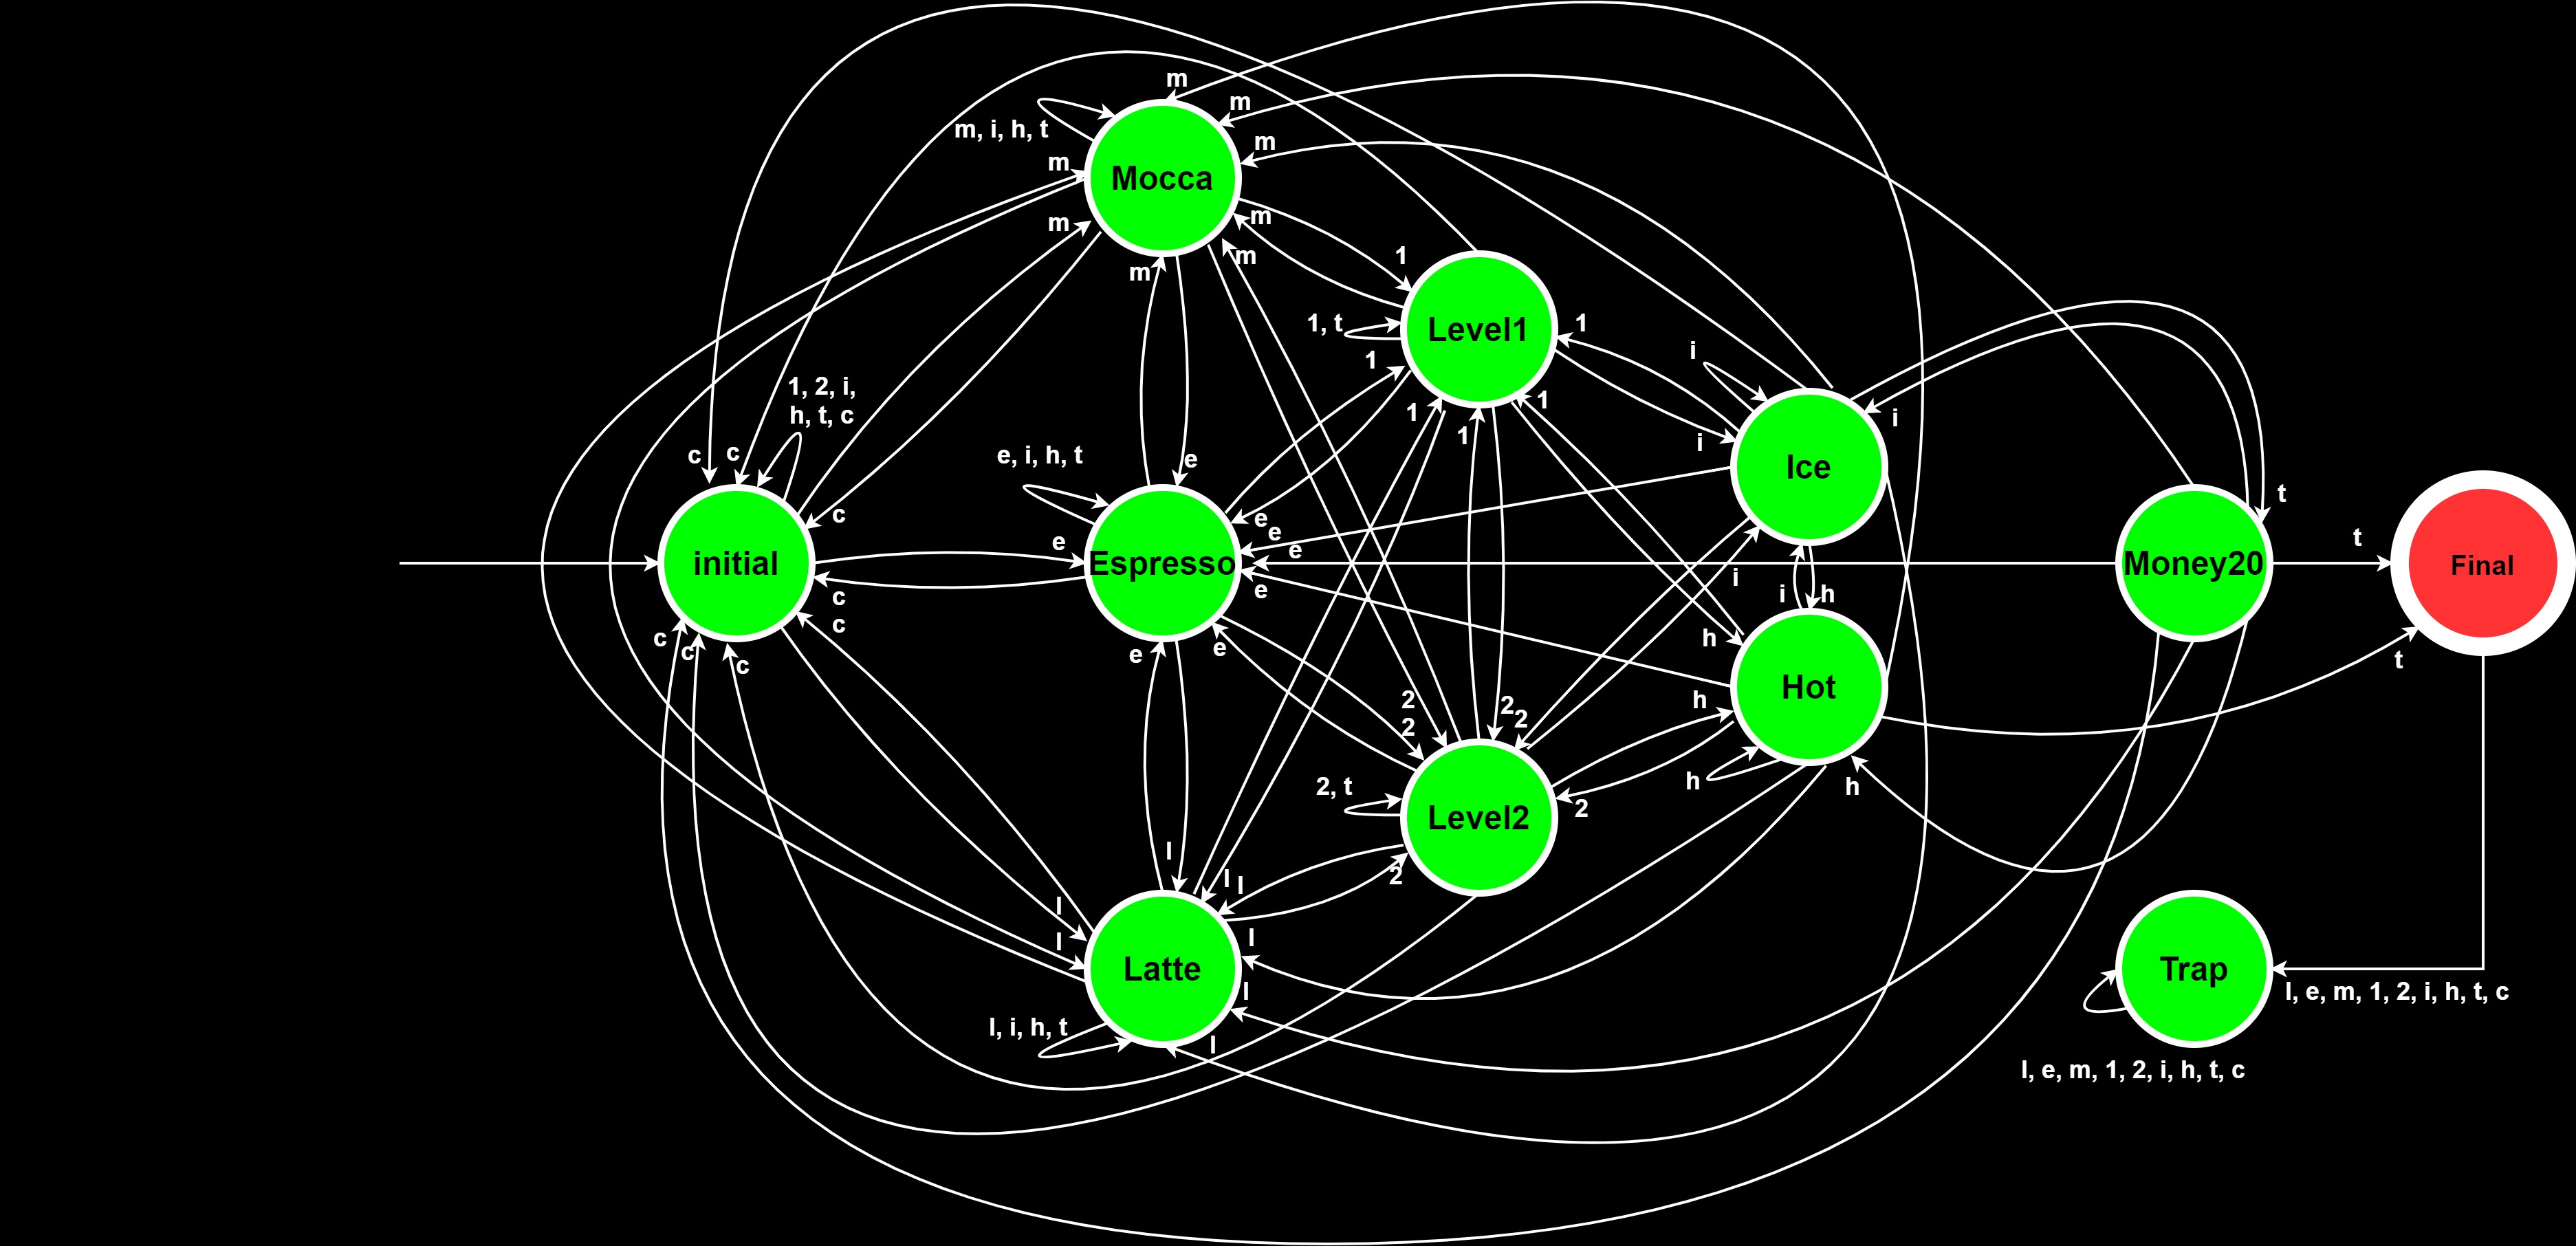 m
m
m, i, h, t
m
m
Mocca
m
m
m
m
1
m
1, t
Level1
1
1
i
i
i
1, 2, i,
h, t, c
1
1
1
i
Ice
c
c
e, i, h, t
e
t
c
e
e
e
e
t
initial
Espresso
Money20
Final
c
c
e
i
i
h
c
c
c
e
e
h
t
2
2
2
2
h
Hot
2, t
Level2
2
h
h
l
l
l
2
l
l
l
Latte
Trap
l
l, i, h, t
l
l, e, m, 1, 2, i, h, t, c
l, e, m, 1, 2, i, h, t, c